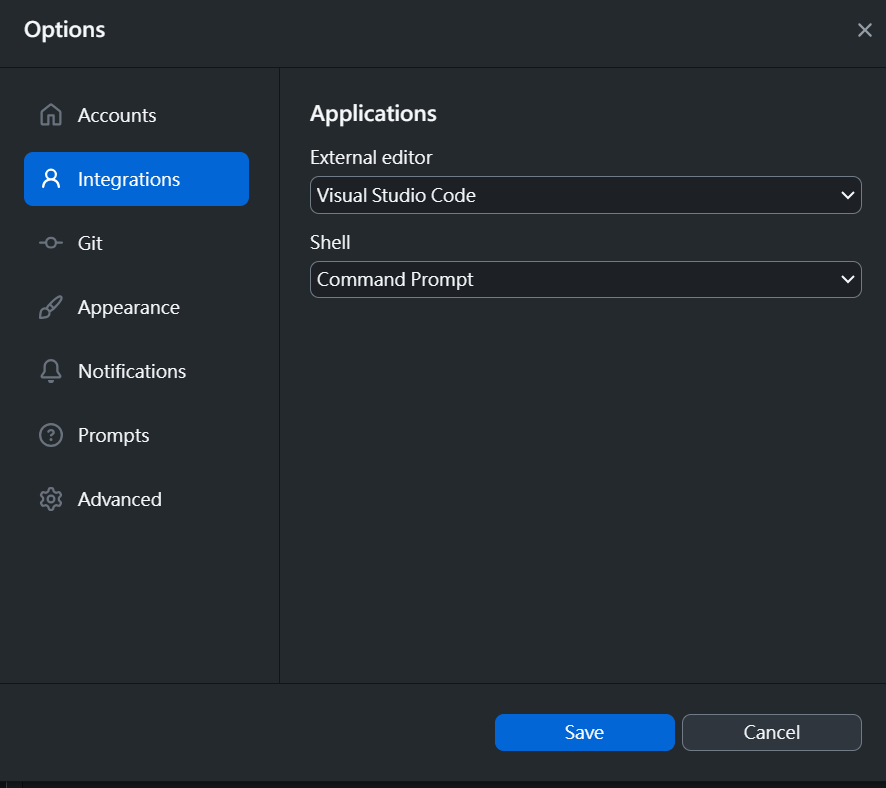 Options
Accounts
Integrations
Git
Appearance
Notifications
Prompts
Advanced
Applications
External editor
Visual Studio Code
Shell
Command Prompt
Save
Cancel